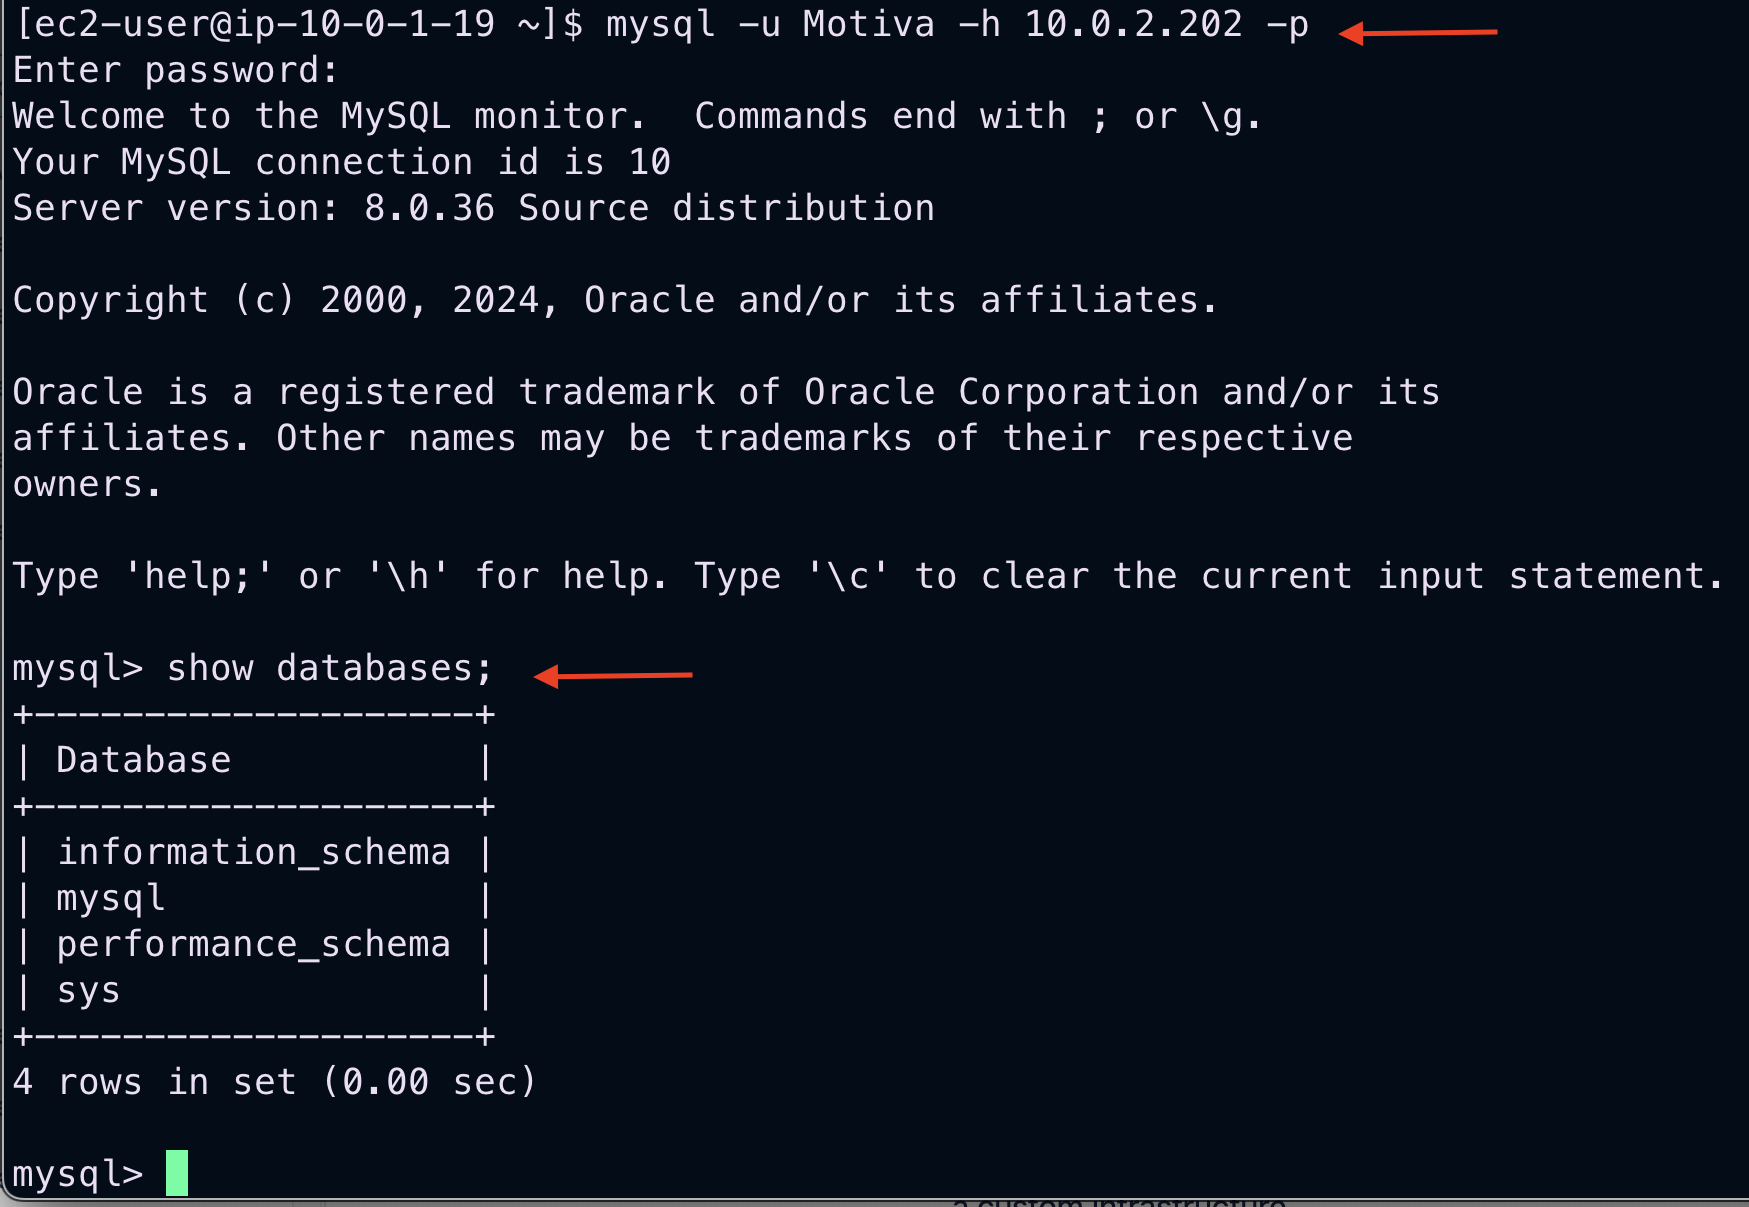 [ec2-user@ip-10-0-1-19 ~]$ mysql -u Motiva -h 10.0.2.202 -p
Enter password:
Welcome to the MySQL monitor.  Commands end with ; or \g.
Your MySQL connection id is 10
Server version: 8.0.36 Source distribution

Copyright (c) 2000, 2024, Oracle and/or its affiliates.

Oracle is a registered trademark of Oracle Corporation and/or its
affiliates. Other names may be trademarks of their respective
owners.

Type 'help;' or '\h' for help. Type '\c' to clear the current input statement.

mysql> show databases;
+--------------------+
| Database           |
+--------------------+
| information_schema |
| mysql              |
| performance_schema |
| sys                |
+--------------------+
4 rows in set (0.00 sec)

mysql>
a custom infrastructure